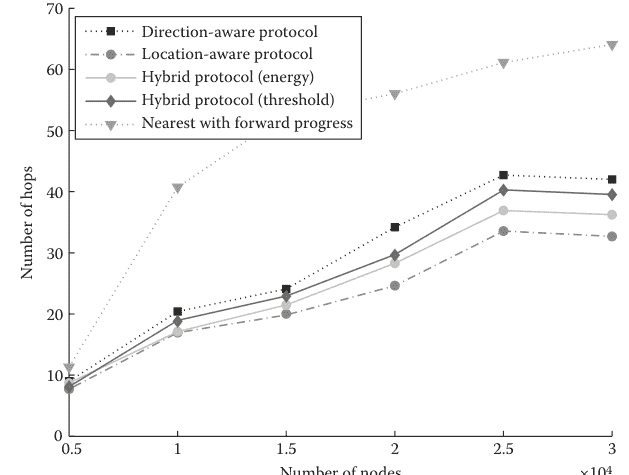 70
60
50
40
30
20
10
0
Number of hops
Direction-aware protocol
Location-aware protocol
Hybrid protocol (energy)
Hybrid protocol (threshold)
Nearest with forward progress
0.5
1
1.5
2
2.5
3
Number of nodes
×10⁴